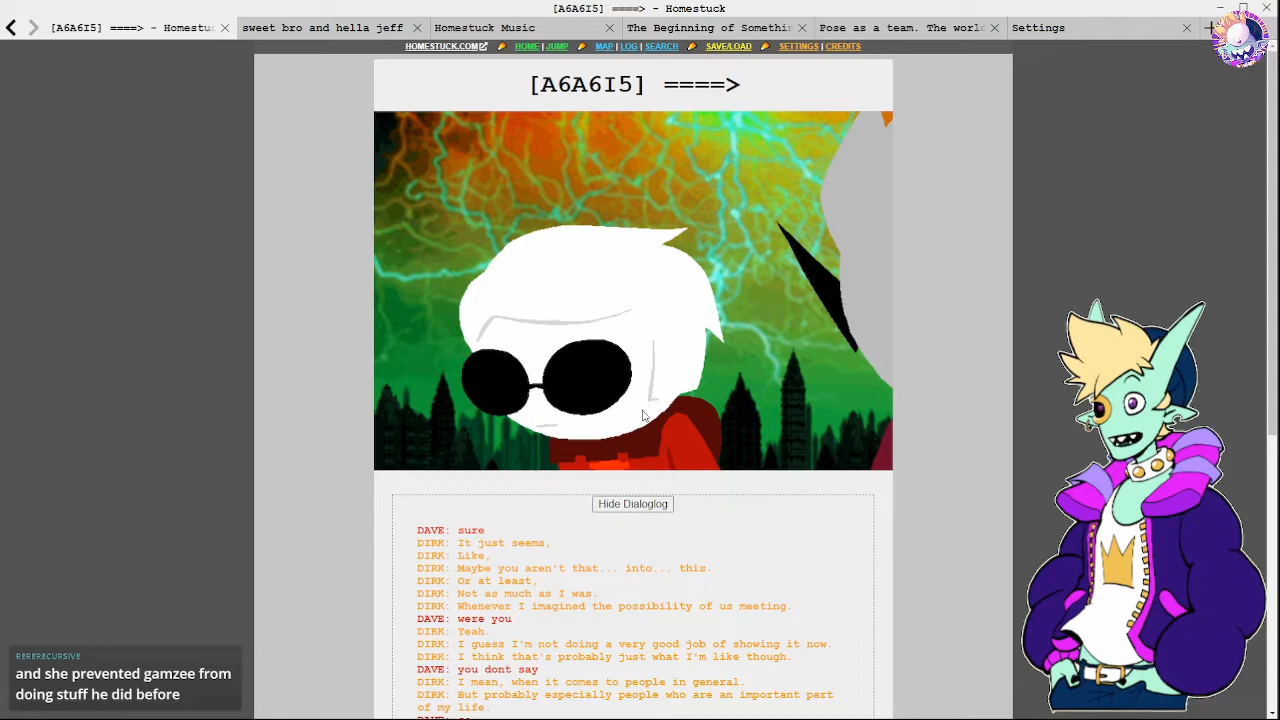 [A6A6I5] ====> - Homestuck
[A6A6I5] ====> - Homestuc
sweet bro and hella jeff
Homestuck Music
The Beginning of Somethin
Pose as a team. The worl
Settings
HOMESTUCK.COM HOME | JUMP MAP | LOG | SEARCH SAVE/LOAD SETTINGS | CREDITS
[A6A6I5] ====>
Hide Dialoglog
DAVE: sure
DIRK: It just seems,
DIRK: Like,
DIRK: Maybe you aren't that... into... this.
DIRK: Or at least,
DIRK: Not as much as I was.
DIRK: Whenever I imagined the possibility of us meeting.
DAVE: were you
DIRK: Yeah.
DIRK: I guess I'm not doing a very good job of showing it now.
DIRK: I think that's probably just what I'm like though.
DAVE: you dont say
DIRK: I mean, when it comes to people in general.
DIRK: But probably especially people who are an important part
of my life.
RERERECURSIVE
and she prevented gamzee from
doing stuff he did before